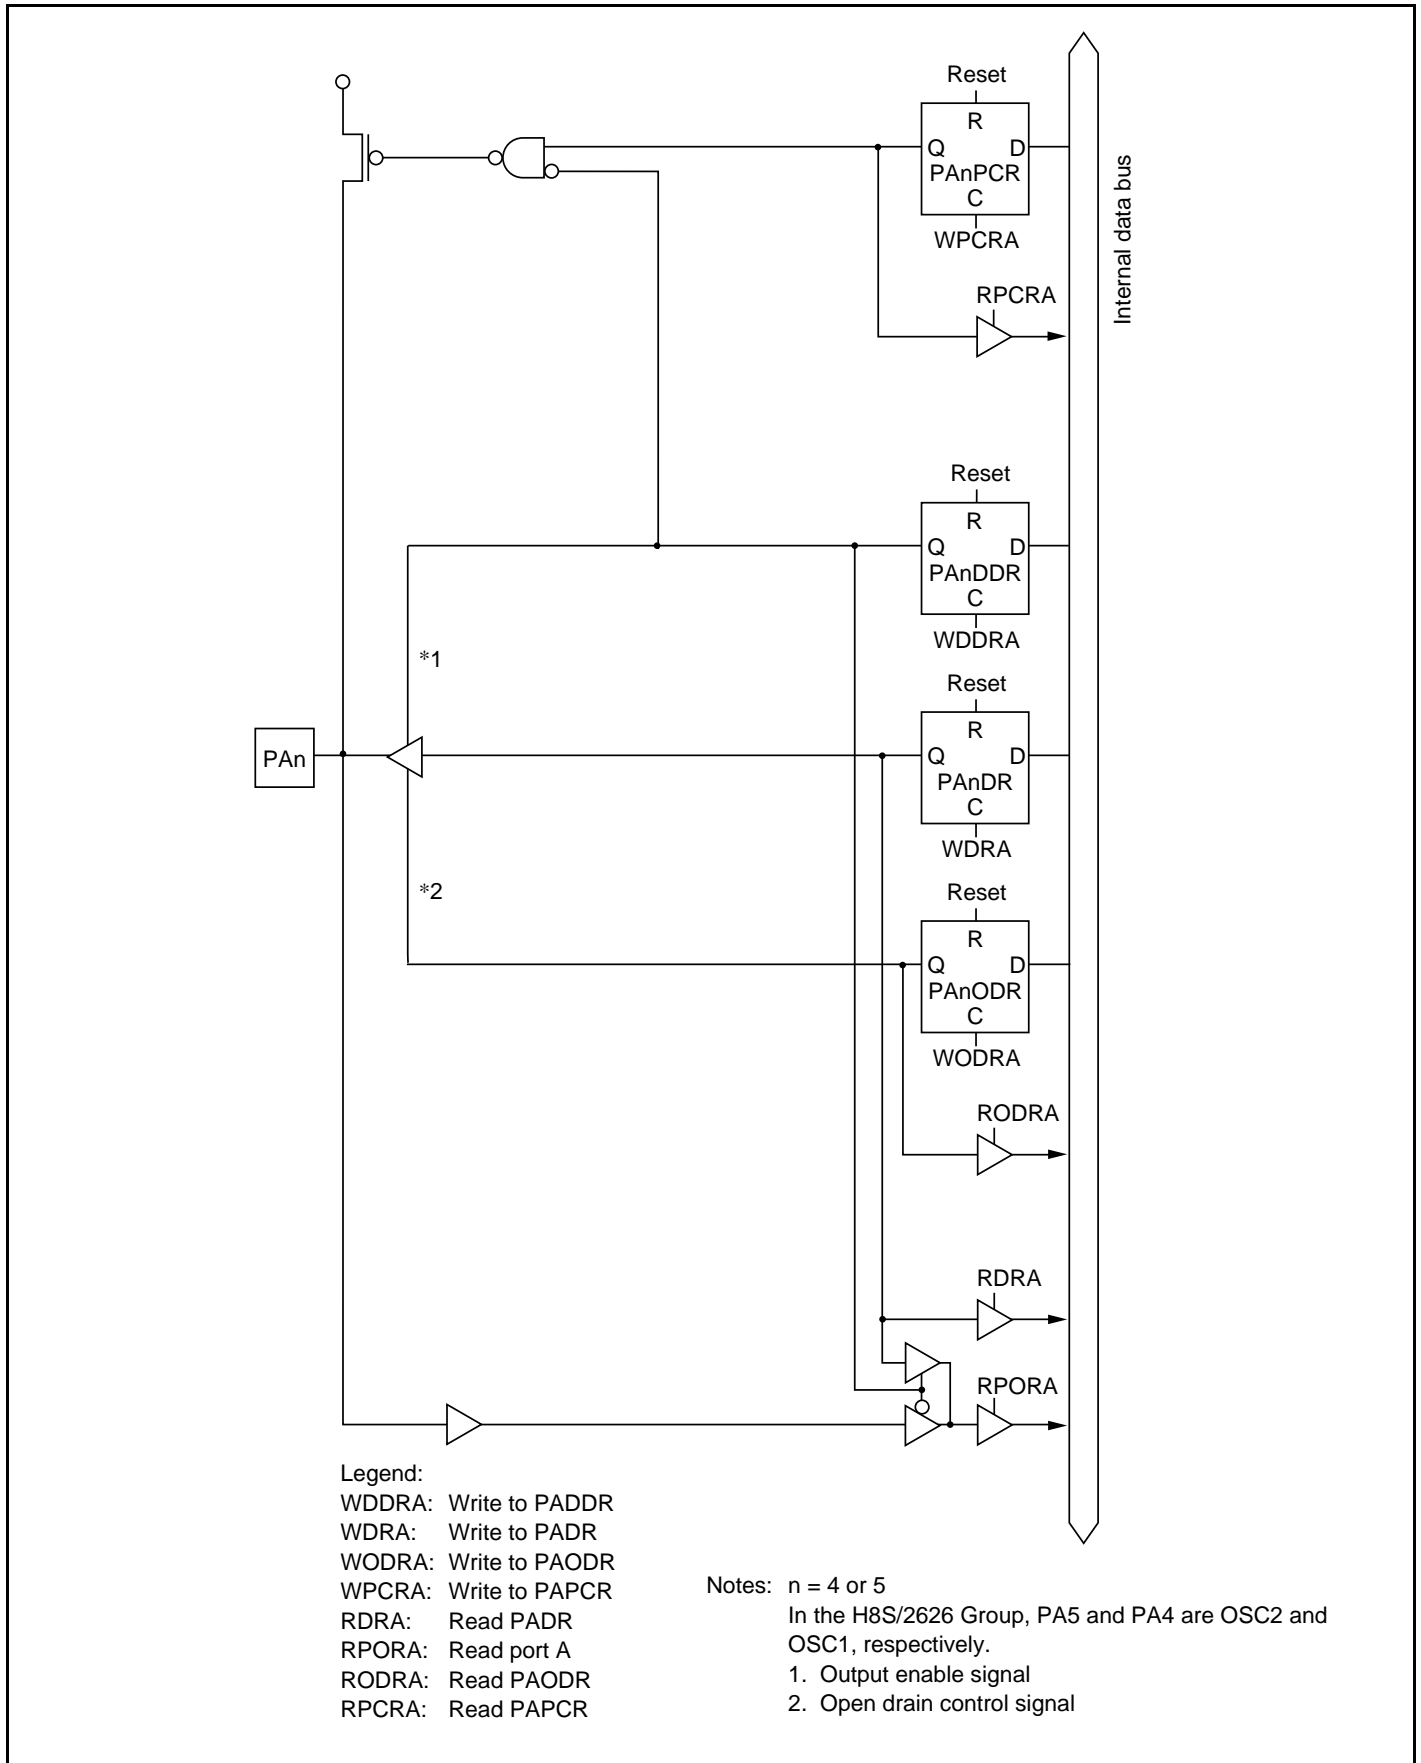 Reset
R
Q D
PAnPCR
C
WPCRA
Internal data bus
RPCRA
Reset
R
Q D
PAnDDR
C
WDDRA
*1
Reset
R
PAn
Q D
PAnDR
C
WDRA
*2
Reset
R
Q D
PAnODR
C
WODRA
RODRA
RDRA
RPORA
Legend:
WDDRA: Write to PADDR
WDRA: Write to PADR
WODRA: Write to PAODR
WPCRA: Write to PAPCR
RDRA: Read PADR
RPORA: Read port A
RODRA: Read PAODR
RPCRA: Read PAPCR
Notes: n = 4 or 5
In the H8S/2626 Group, PA5 and PA4 are OSC2 and
OSC1, respectively.
1. Output enable signal
2. Open drain control signal